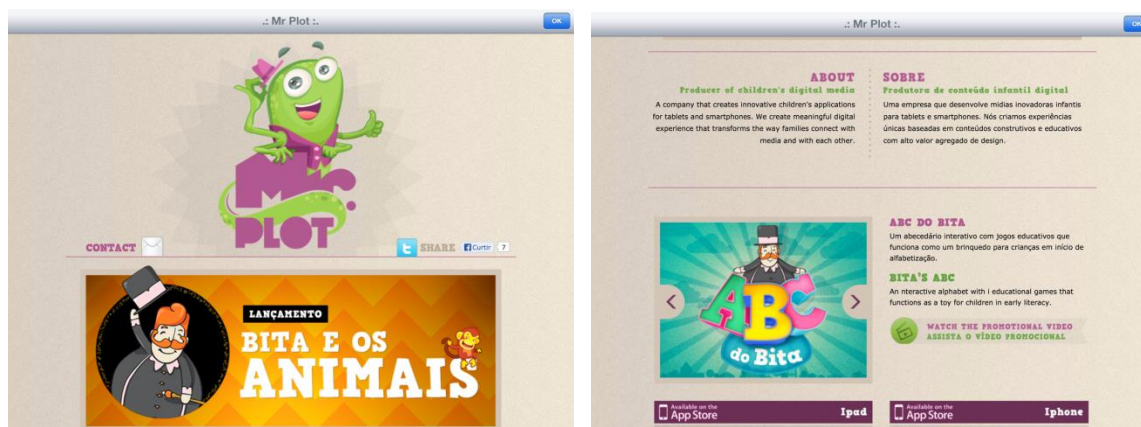 .: Mr Plot :.
OK
Mr.
PLOT
CONTACT
SHARE
Curtir
7
LANÇAMENTO
BITA E OS
ANIMAIS
.: Mr Plot :.
OK
ABOUT
Producer of children's digital media
A company that creates innovative children's applications
for tablets and smartphones. We create meaningful digital
experience that transforms the way families connect with
media and with each other.
SOBRE
Produtora de conteúdo infantil digital
Uma empresa que desenvolve mídias inovadoras infantis
para tablets e smartphones. Nós criamos experiências
únicas baseadas em conteúdos construtivos e educativos
com alto valor agregado de design.
ABC
do Bita
ABC DO BITA
Um abecedário interativo com jogos educativos que
funciona como um brinquedo para crianças em início de
alfabetização.
BITA'S ABC
An nteractive alphabet with i educational games that
functions as a toy for children in early literacy.
WATCH THE PROMOTIONAL VIDEO
ASSISTA O VÍDEO PROMOCIONAL
Available on the
App Store
Ipad
Available on the
App Store
Iphone